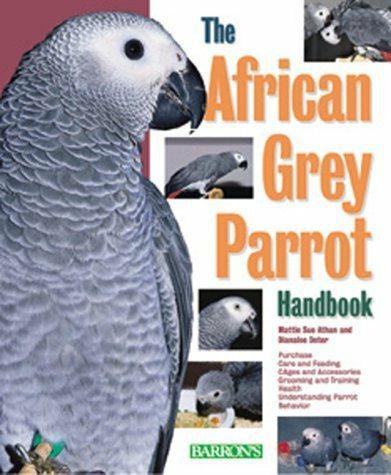 The
African
Grey
Parrot
Handbook
Mattie Sue Athan and
Dianalee Deter
Purchase
Care and Feeding
CAges and Accessories
Grooming and Training
Health
Understanding Parrot
Behavior
BARRON'S